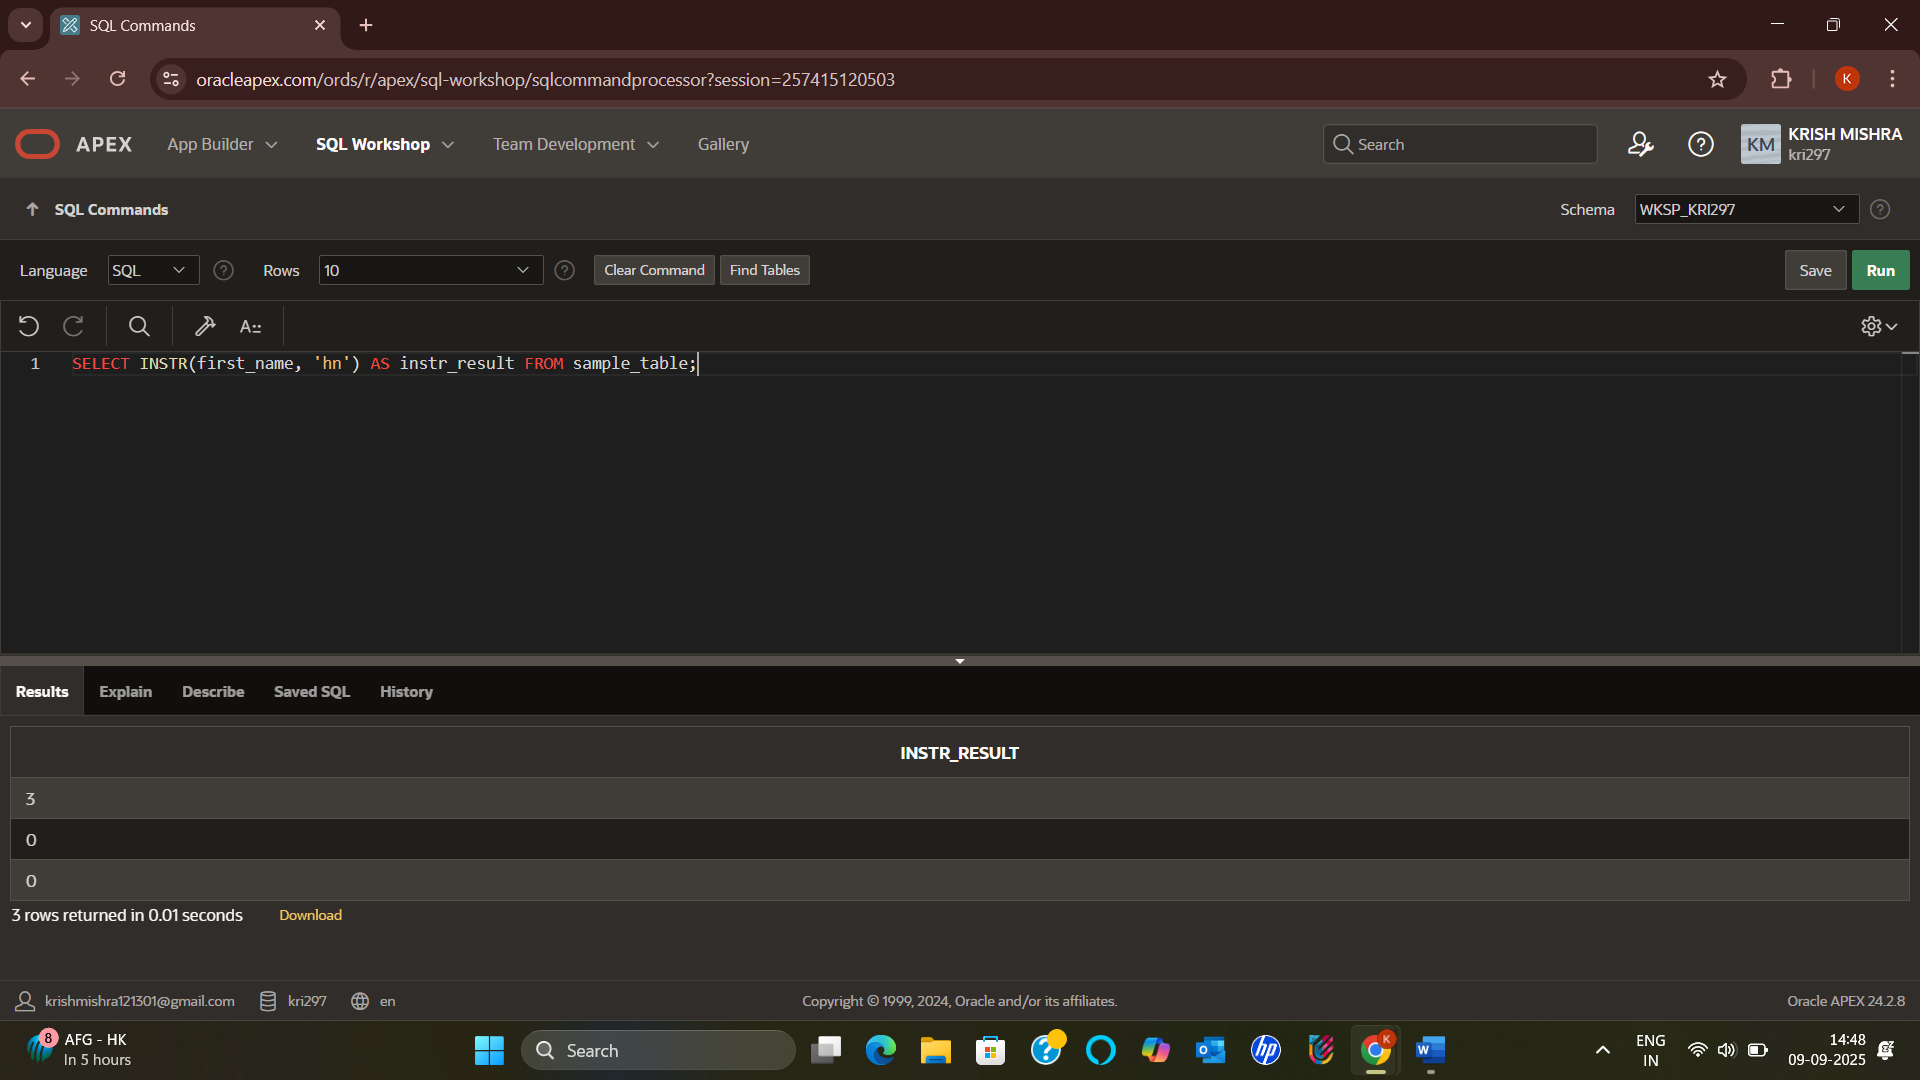 SQL Commands
oracleapex.com/ords/r/apex/sql-workshop/sqlcommandprocessor?session=257415120503
K
APEX
App Builder
SQL Workshop
Team Development
Gallery
Search
KM
KRISH MISHRA
kri297
SQL Commands
Schema
WKSP_KRI297
Language
SQL
Rows
10
Clear Command
Find Tables
Save
Run
1 SELECT INSTR(first_name, 'hn') AS instr_result FROM sample_table;
Results
Explain
Describe
Saved SQL
History
INSTR_RESULT
3
0
0
3 rows returned in 0.01 seconds
Download
krishmishra121301@gmail.com
kri297
en
Copyright © 1999, 2024, Oracle and/or its affiliates.
Oracle APEX 24.2.8
8
AFG - HK
In 5 hours
Search
hp
K
W
ENG
IN
14:48
09-09-2025